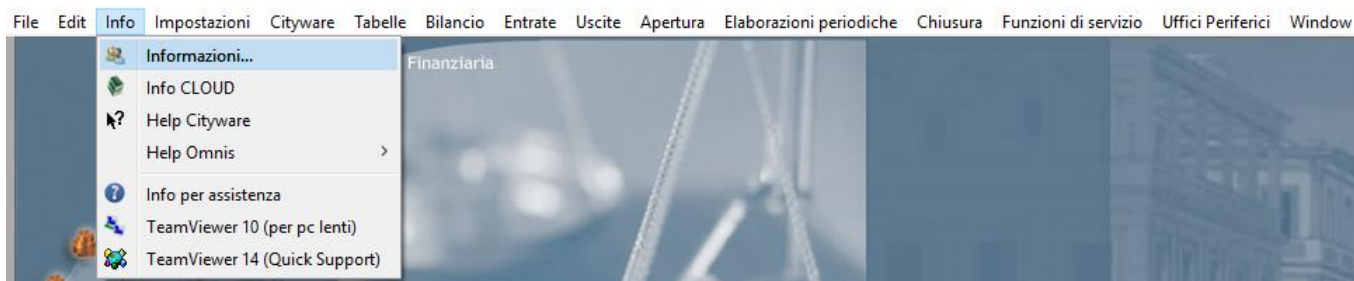 File Edit Info Impostazioni Cityware Tabelle Bilancio Entrate Uscite Apertura Elaborazioni periodiche Chiusura Funzioni di servizio Uffici Periferici Window
Informazioni...
Finanziaria
Info CLOUD
Help Cityware
Help Omnis >
Info per assistenza
TeamViewer 10 (per pc lenti)
TeamViewer 14 (Quick Support)